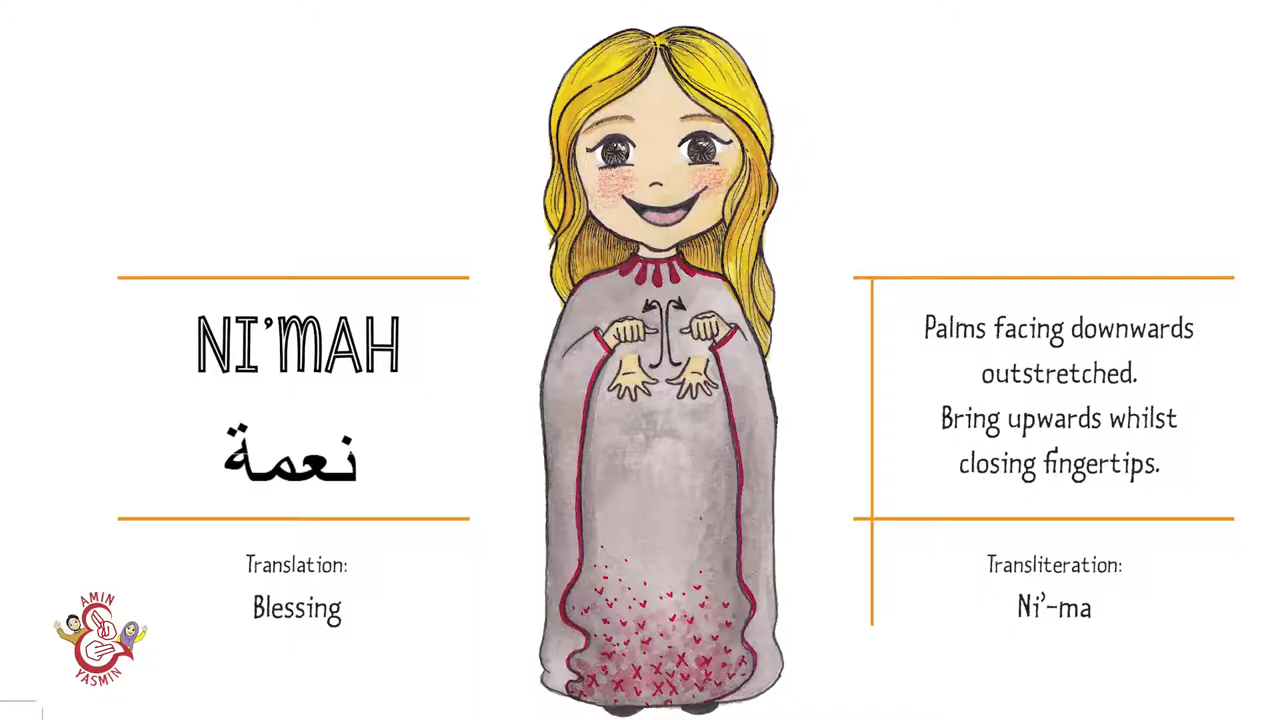 NI’MAH
نعمة
Translation:
Blessing
Palms facing downwards
outstretched.
Bring upwards whilst
closing fingertips.
Transliteration:
Ni’-ma
AMIN
YASMIN